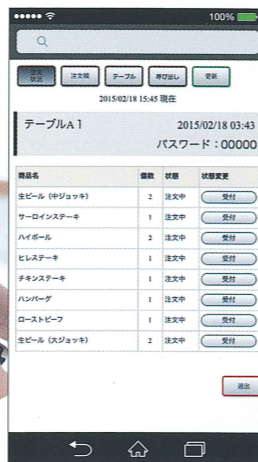 100%
注文
状況
注文順
テーブル
呼び出し
更新
2015/02/18 15:45 現在
テーブルA1
2015/02/18 03:43
パスワード：00000
商品名 個数 状態 状態変更
生ビール（中ジョッキ） 2 注文中 受付
サーロインステーキ 1 注文中 受付
ハイボール 2 注文中 受付
ヒレステーキ 1 注文中 受付
チキンステーキ 1 注文中 受付
ハンバーグ 1 注文中 受付
ローストビーフ 1 注文中 受付
生ビール（大ジョッキ） 2 注文中 受付
退出